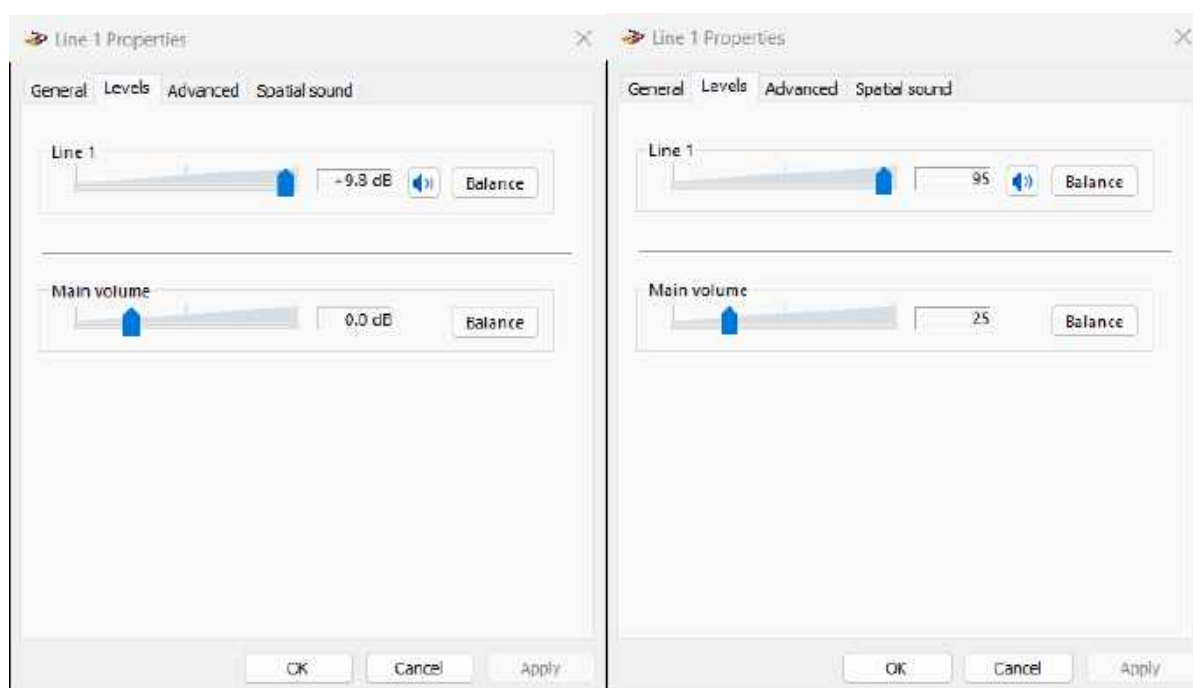 Line 1 Properties
General Levels Advanced Spatial sound
Line 1
+9.8 dB Balance
Main volume
0.0 dB Balance
OK Cancel Apply
Line 1 Properties
General Levels Advanced Spatial sound
Line 1
95 Balance
Main volume
25 Balance
OK Cancel Apply